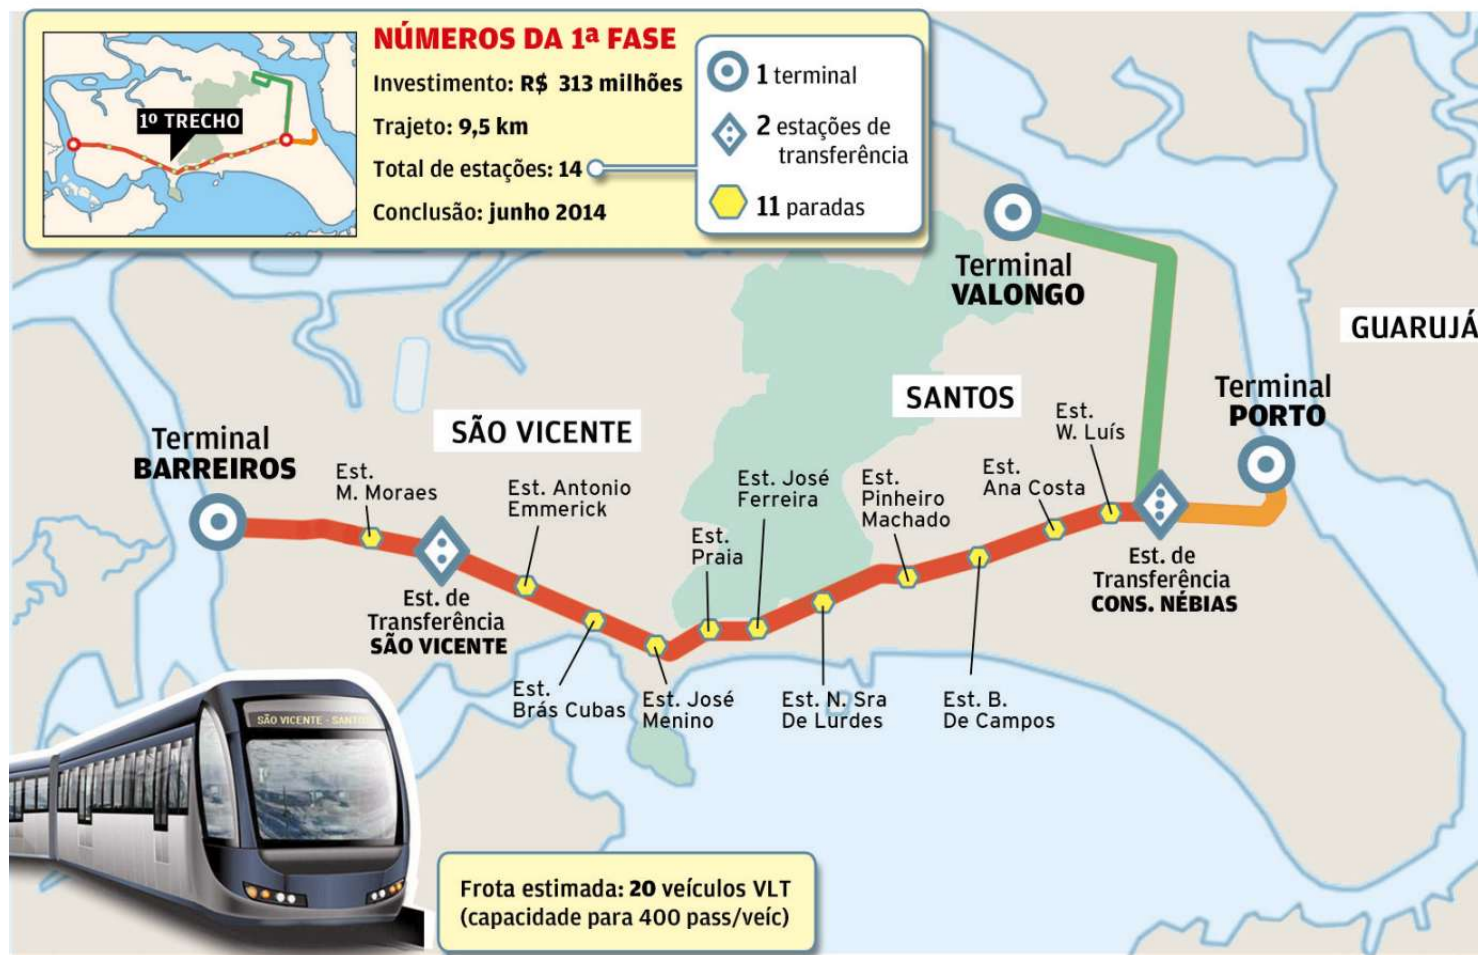 NÚMEROS DA 1ª FASE
Investimento: R$ 313 milhões
Trajeto: 9,5 km
Total de estações: 14
Conclusão: junho 2014
1º TRECHO
1 terminal
2 estações de
transferência
11 paradas
Terminal
VALONGO
GUARUJÁ
SANTOS
Terminal
PORTO
SÃO VICENTE
Terminal
BARREIROS
Est.
M. Moraes
Est. de
Transferência
SÃO VICENTE
Est. Antonio
Emmerick
Est.
Brás Cubas
Est. José
Menino
Est.
Praia
Est. José
Ferreira
Est. N. Sra
De Lurdes
Est.
Pinheiro
Machado
Est. B.
De Campos
Est.
Ana Costa
Est.
W. Luís
Est. de
Transferência
CONS. NÉBIAS
SÃO VICENTE - SANTOS
Frota estimada: 20 veículos VLT
(capacidade para 400 pass/veíc)